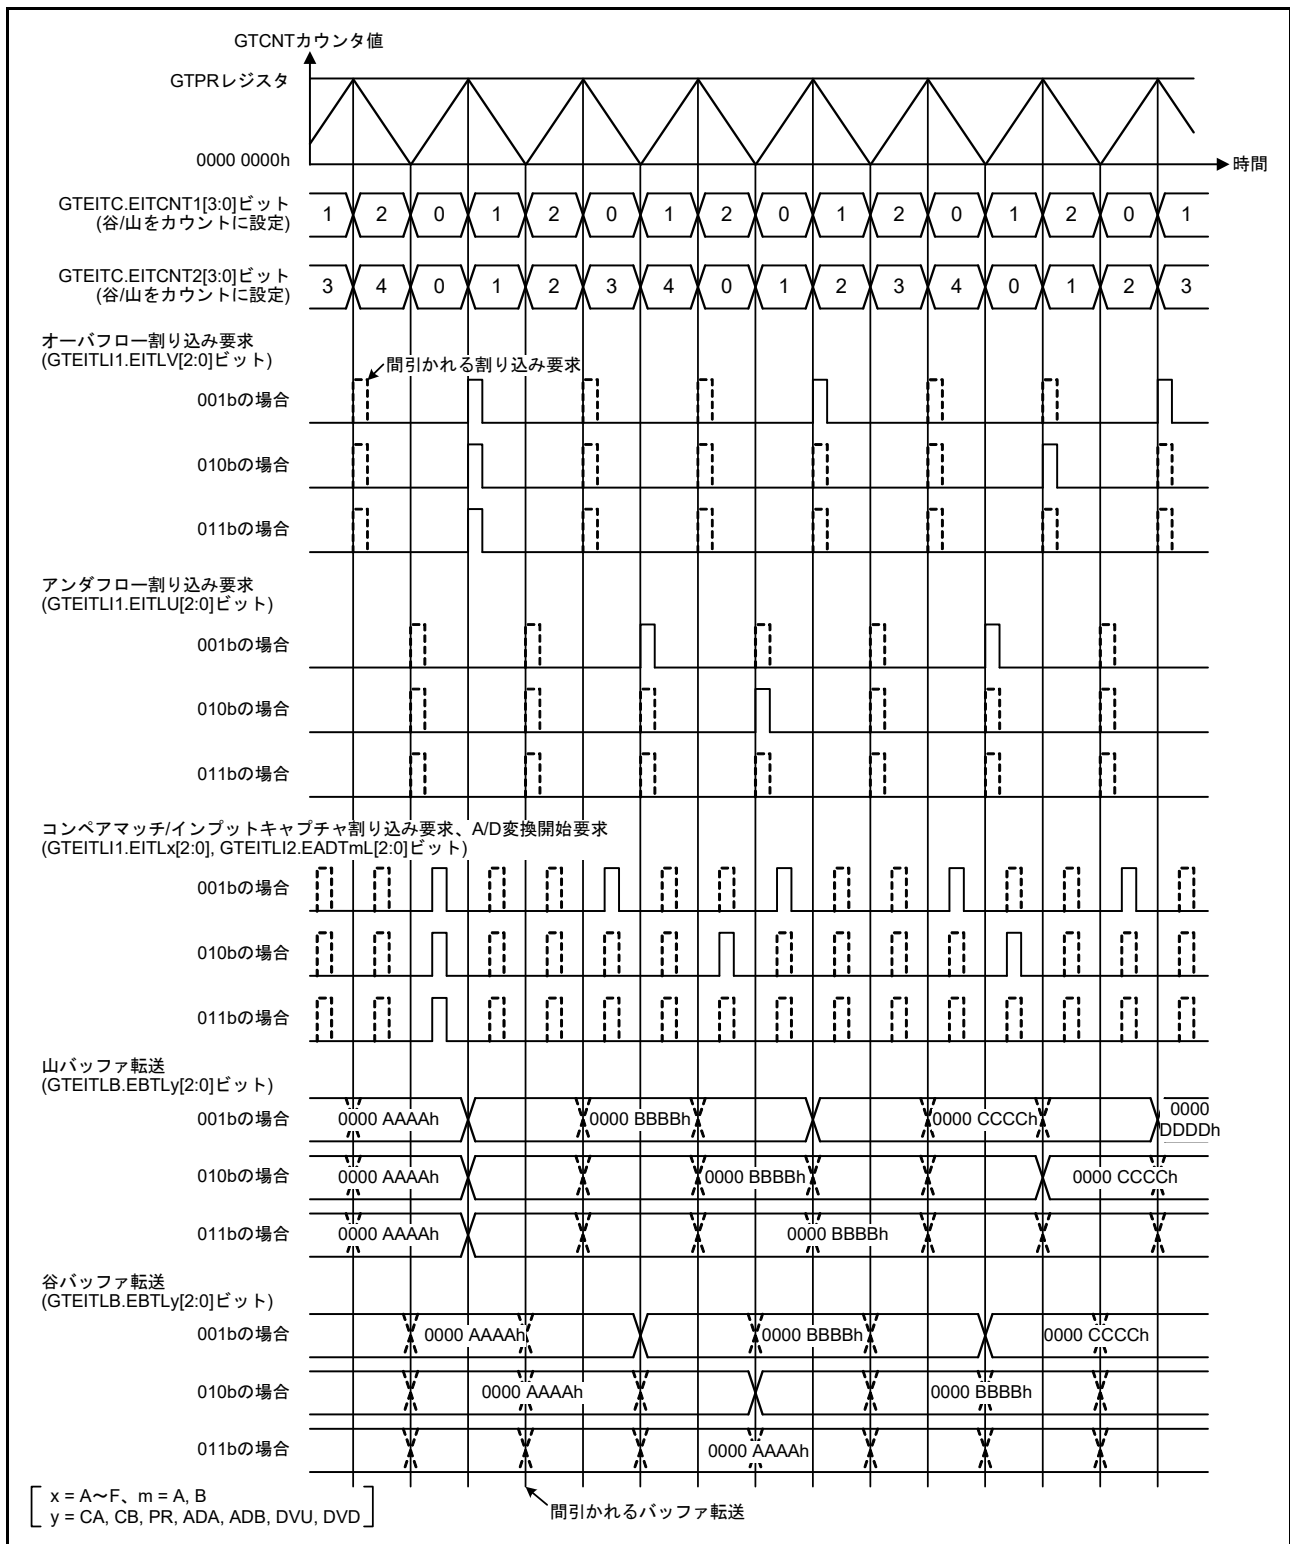 GTCNTカウンタ値
GTPRレジスタ
0000 0000h
時間
GTEITC.EITCNT1[3:0]ビット
(谷/山をカウントに設定)
1 2 0 1 2 0 1 2 0 1 2 0 1 2 0 1
GTEITC.EITCNT2[3:0]ビット
(谷/山をカウントに設定)
3 4 0 1 2 3 4 0 1 2 3 4 0 1 2 3
オーバフロー割り込み要求
(GTEITLI1.EITLV[2:0]ビット)
間引かれる割り込み要求
001bの場合
010bの場合
011bの場合
アンダフロー割り込み要求
(GTEITLI1.EITLU[2:0]ビット)
001bの場合
010bの場合
011bの場合
コンペアマッチ/インプットキャプチャ割り込み要求、A/D変換開始要求
(GTEITLI1.EITLx[2:0], GTEITLI2.EADTmL[2:0]ビット)
001bの場合
010bの場合
011bの場合
山バッファ転送
(GTEITLB.EBTLy[2:0]ビット)
001bの場合 0000 AAAAh 0000 BBBBh 0000 CCCCh 0000
DDDDh
010bの場合 0000 AAAAh 0000 BBBBh 0000 CCCCh
011bの場合 0000 AAAAh 0000 BBBBh
谷バッファ転送
(GTEITLB.EBTLy[2:0]ビット)
001bの場合 0000 AAAAh 0000 BBBBh 0000 CCCCh
010bの場合 0000 AAAAh 0000 BBBBh
011bの場合 0000 AAAAh
x = A～F、m = A, B
y = CA, CB, PR, ADA, ADB, DVU, DVD
間引かれるバッファ転送